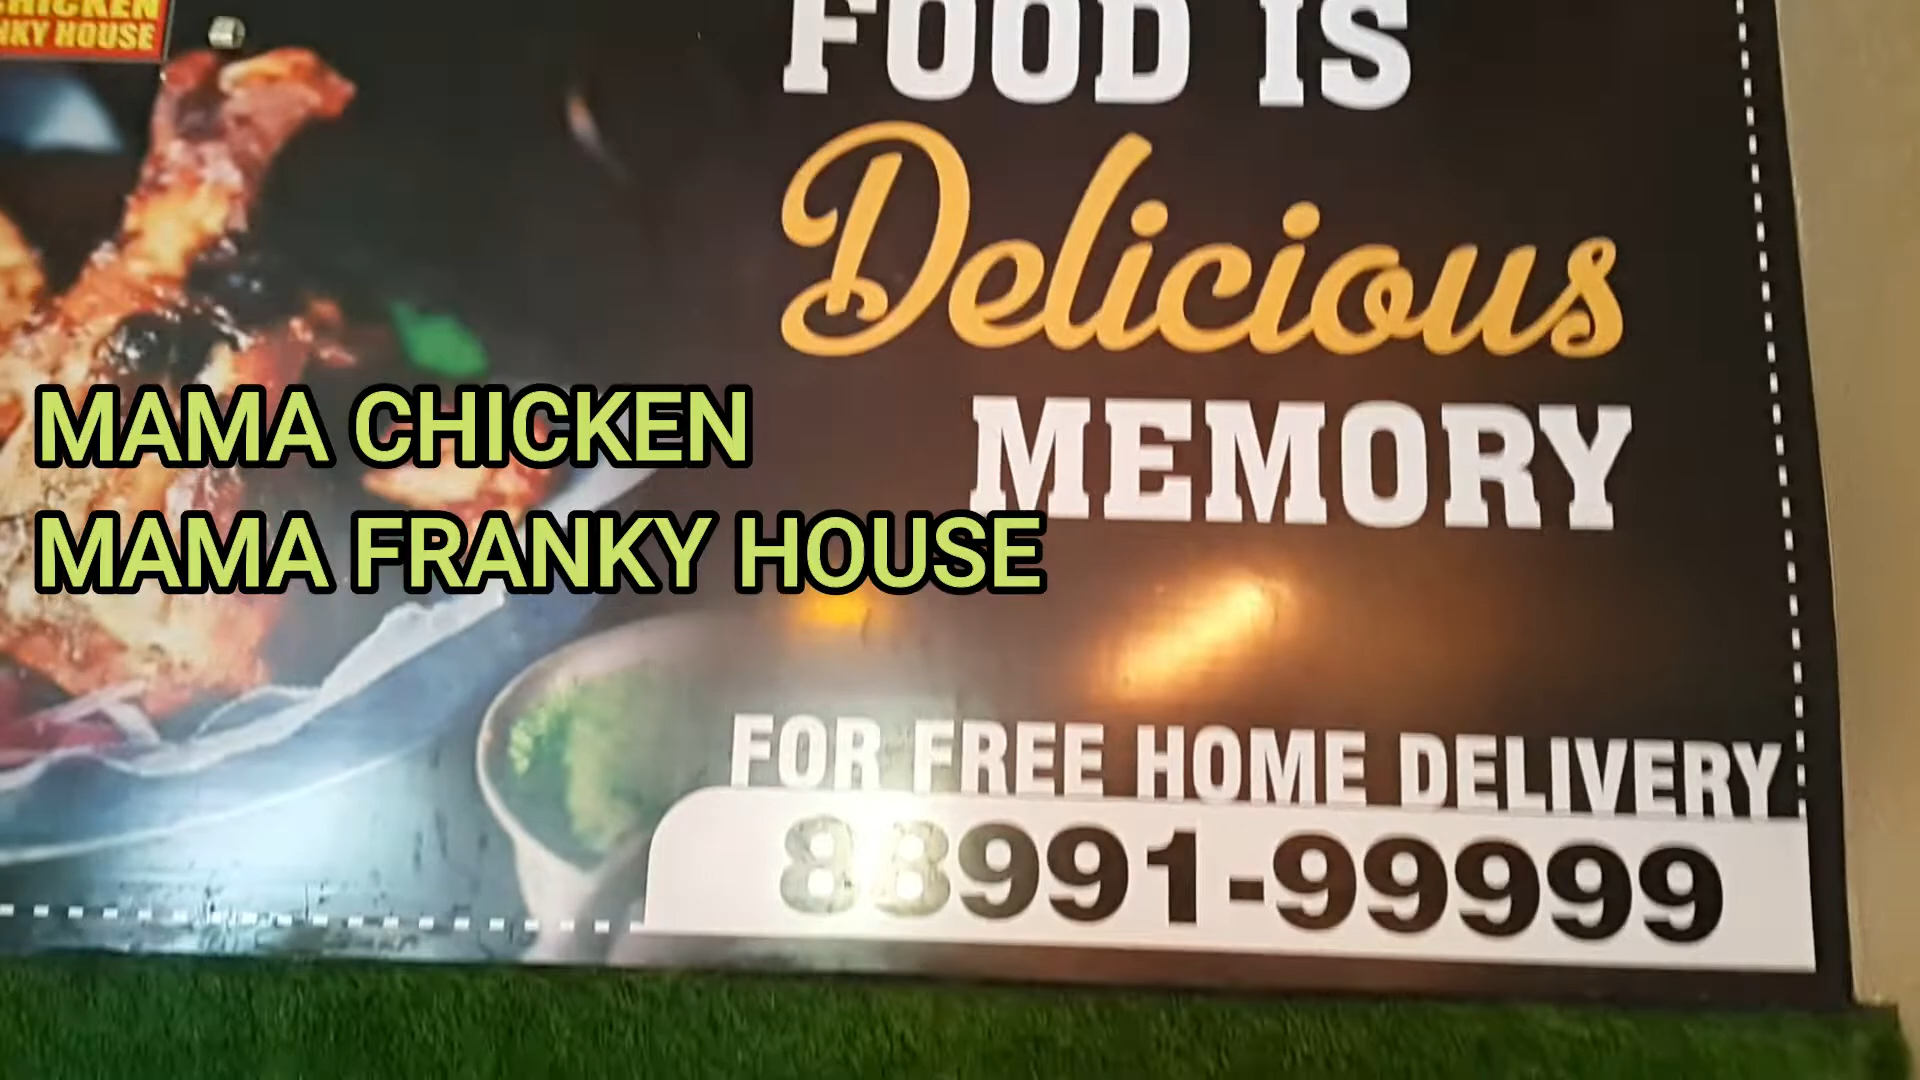 CHICKEN
NKY HOUSE
FOOD IS
Delicious
MEMORY
MAMA CHICKEN
MAMA FRANKY HOUSE
FOR FREE HOME DELIVERY
88991-99999